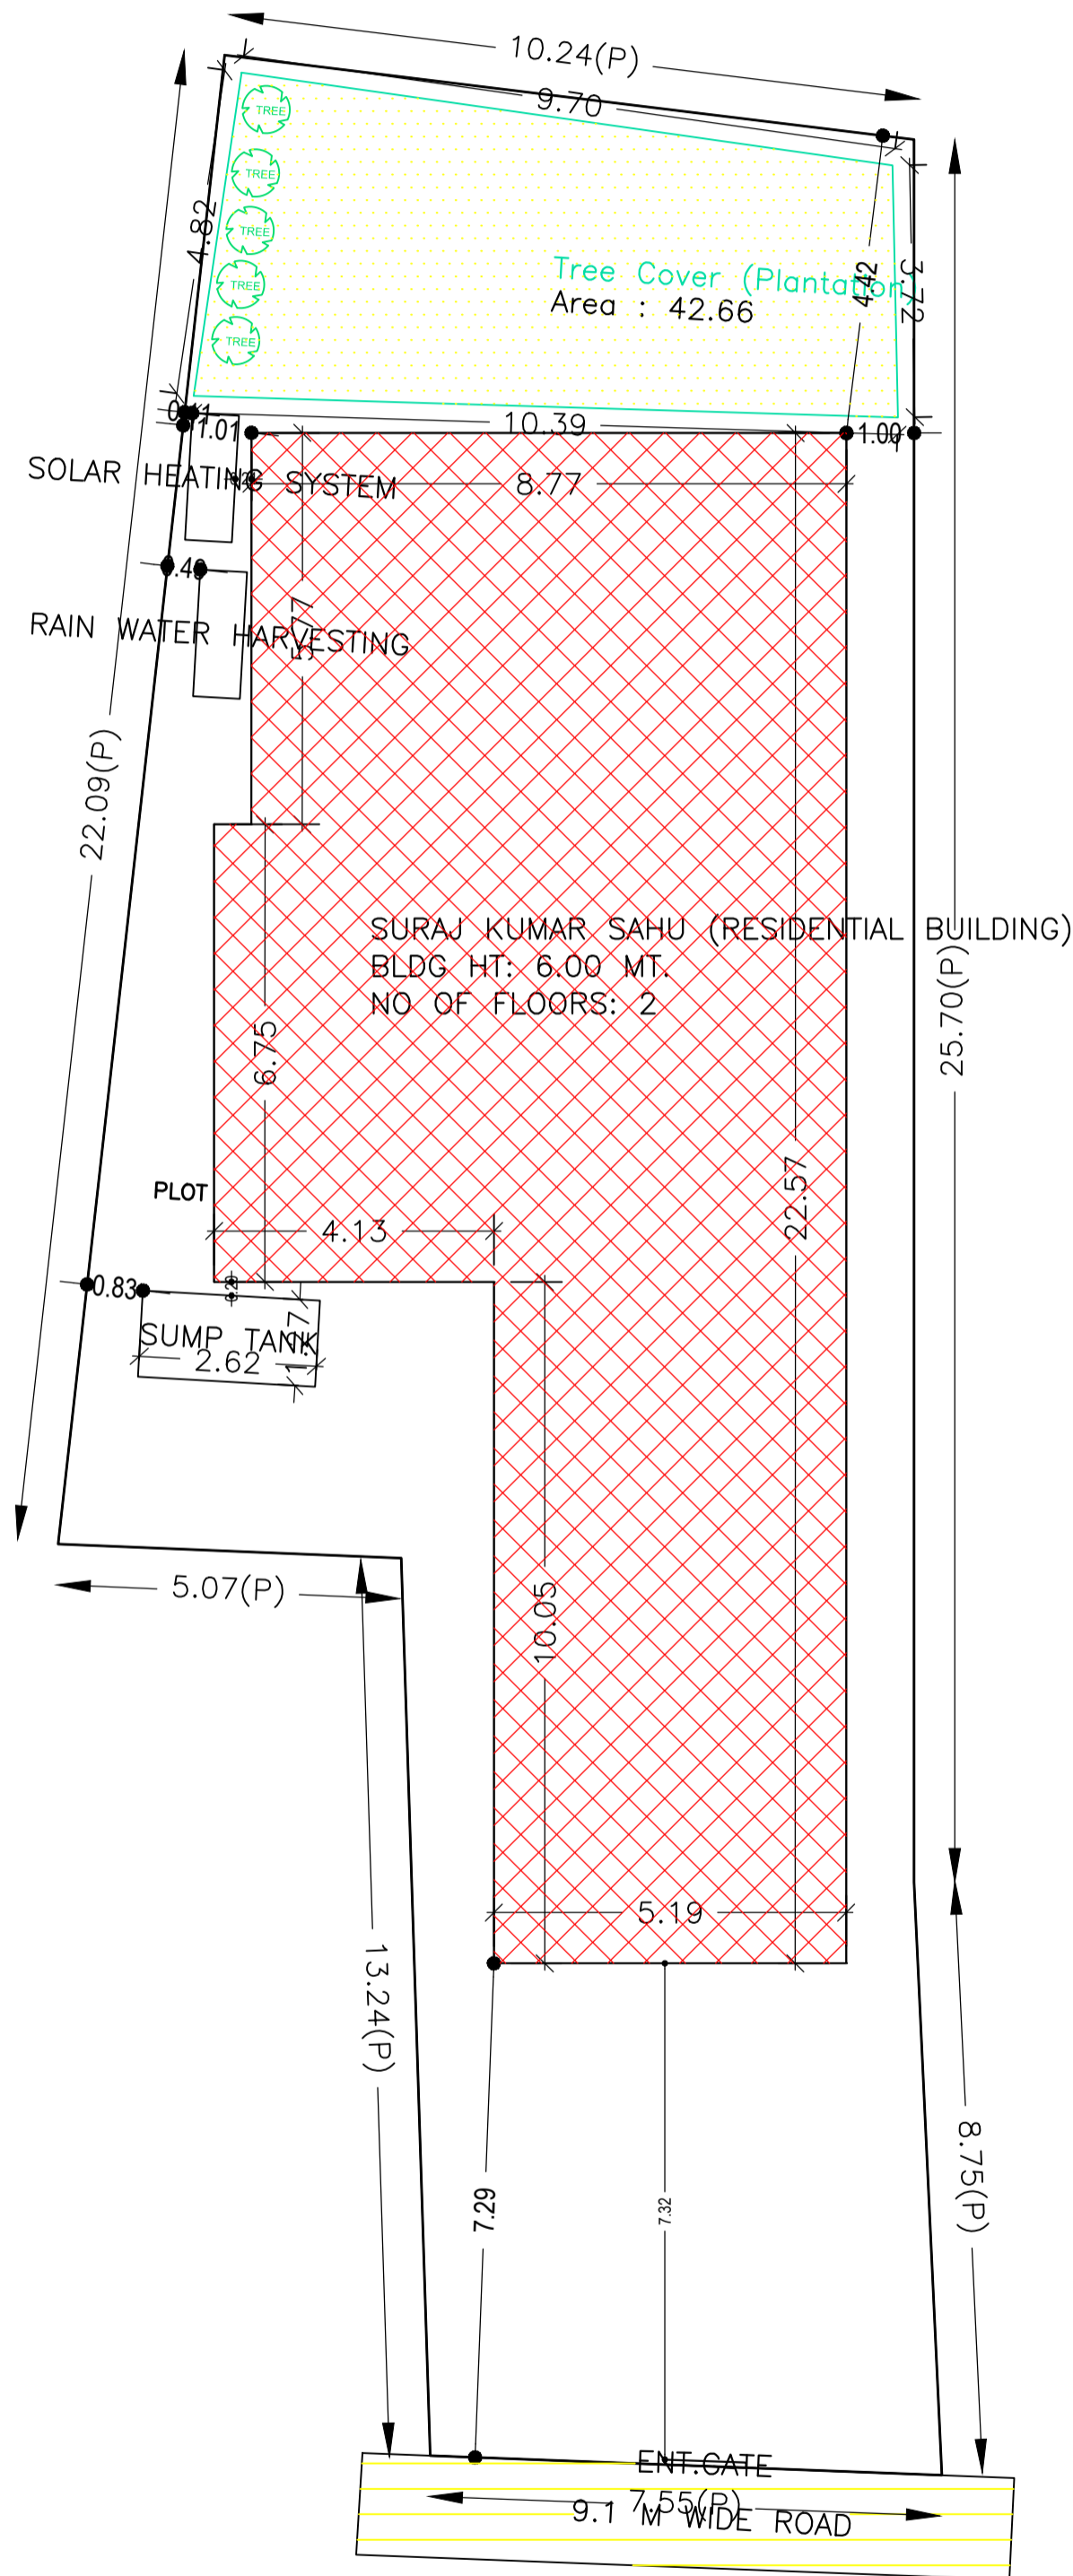 10.24(P)
9.70
TREE
TREE
TREE
TREE
TREE
4.82
4.42
3.72
Tree Cover (Plantation)
Area : 42.66
1.01
10.39
1.00
SOLAR HEATING SYSTEM
8.77
RAIN WATER HARVESTING
5.77
22.09(P)
SURAJ KUMAR SAHU (RESIDENTIAL BUILDING)
BLDG HT: 6.00 MT.
NO OF FLOORS: 2
25.70(P)
6.75
22.57
PLOT
4.13
0.83
SUMP TANK
2.62
5.07(P)
10.05
5.19
13.24(P)
8.75(P)
7.29
7.32
ENT.GATE
7.55(P)
9.1 M WIDE ROAD